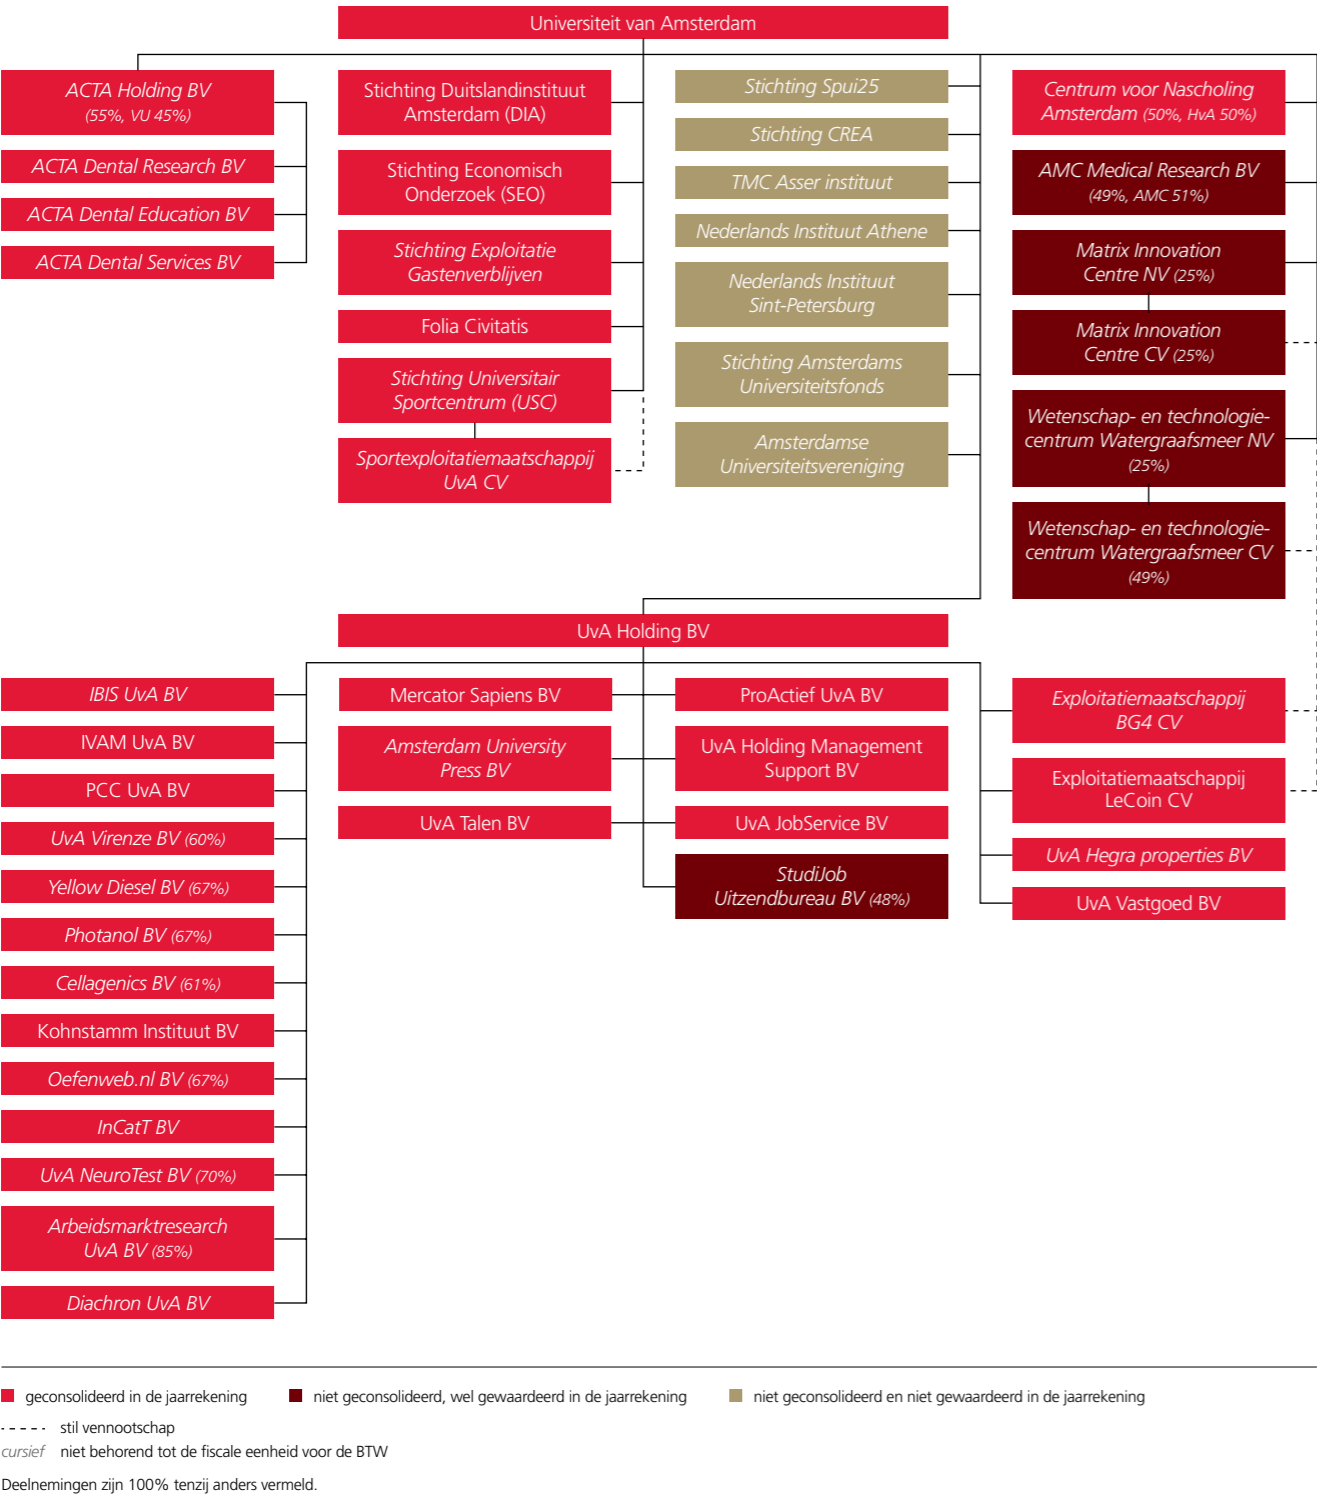 Universiteit van Amsterdam
ACTA Holding BV
(55%, VU 45%)
ACTA Dental Research BV
ACTA Dental Education BV
ACTA Dental Services BV
Stichting Duitslandinstituut
Amsterdam (DIA)
Stichting Economisch
Onderzoek (SEO)
Stichting Exploitatie
Gastenverblijven
Folia Civitatis
Stichting Universitair
Sportcentrum (USC)
Sportexploitatiemaatschappij
UvA CV
Stichting Spui25
Stichting CREA
TMC Asser instituut
Nederlands Instituut Athene
Nederlands Instituut
Sint-Petersburg
Stichting Amsterdams
Universiteitsfonds
Amsterdamse
Universiteitsvereniging
Centrum voor Nascholing
Amsterdam (50%, HvA 50%)
AMC Medical Research BV
(49%, AMC 51%)
Matrix Innovation
Centre NV (25%)
Matrix Innovation
Centre CV (25%)
Wetenschap- en technologie-
centrum Watergraafsmeer NV
(25%)
Wetenschap- en technologie-
centrum Watergraafsmeer CV
(49%)
UvA Holding BV
IBIS UvA BV
IVAM UvA BV
PCC UvA BV
UvA Virenze BV (60%)
Yellow Diesel BV (67%)
Photanol BV (67%)
Cellagenics BV (61%)
Kohnstamm Instituut BV
Oefenweb.nl BV (67%)
InCatT BV
UvA NeuroTest BV (70%)
Arbeidsmarktresearch
UvA BV (85%)
Diachron UvA BV
Mercator Sapiens BV
Amsterdam University
Press BV
UvA Talen BV
ProActief UvA BV
UvA Holding Management
Support BV
UvA JobService BV
StudiJob
Uitzendbureau BV (48%)
Exploitatiemaatschappij
BG4 CV
Exploitatiemaatschappij
LeCoin CV
UvA Hegra properties BV
UvA Vastgoed BV
geconsolideerd in de jaarrekening
niet geconsolideerd, wel gewaardeerd in de jaarrekening
niet geconsolideerd en niet gewaardeerd in de jaarrekening
stil vennootschap
cursief niet behorend tot de fiscale eenheid voor de BTW
Deelnemingen zijn 100% tenzij anders vermeld.